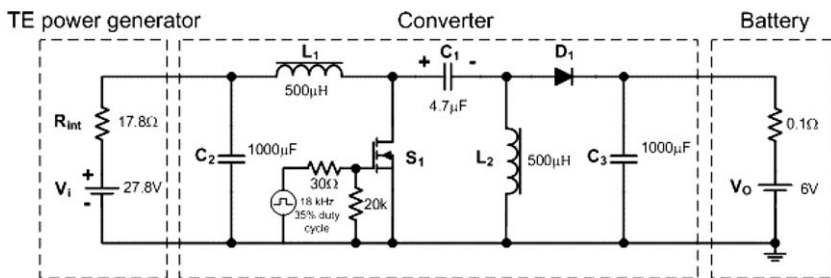 TE power generator
Converter
Battery
L1
500μH
+ C1 -
4.7μF
D1
Rint
17.8Ω
C2
1000μF
S1
L2
500μH
C3
1000μF
0.1Ω
30Ω
20k
18 kHz
35% duty
cycle
+
Vi
-
27.8V
VO
6V